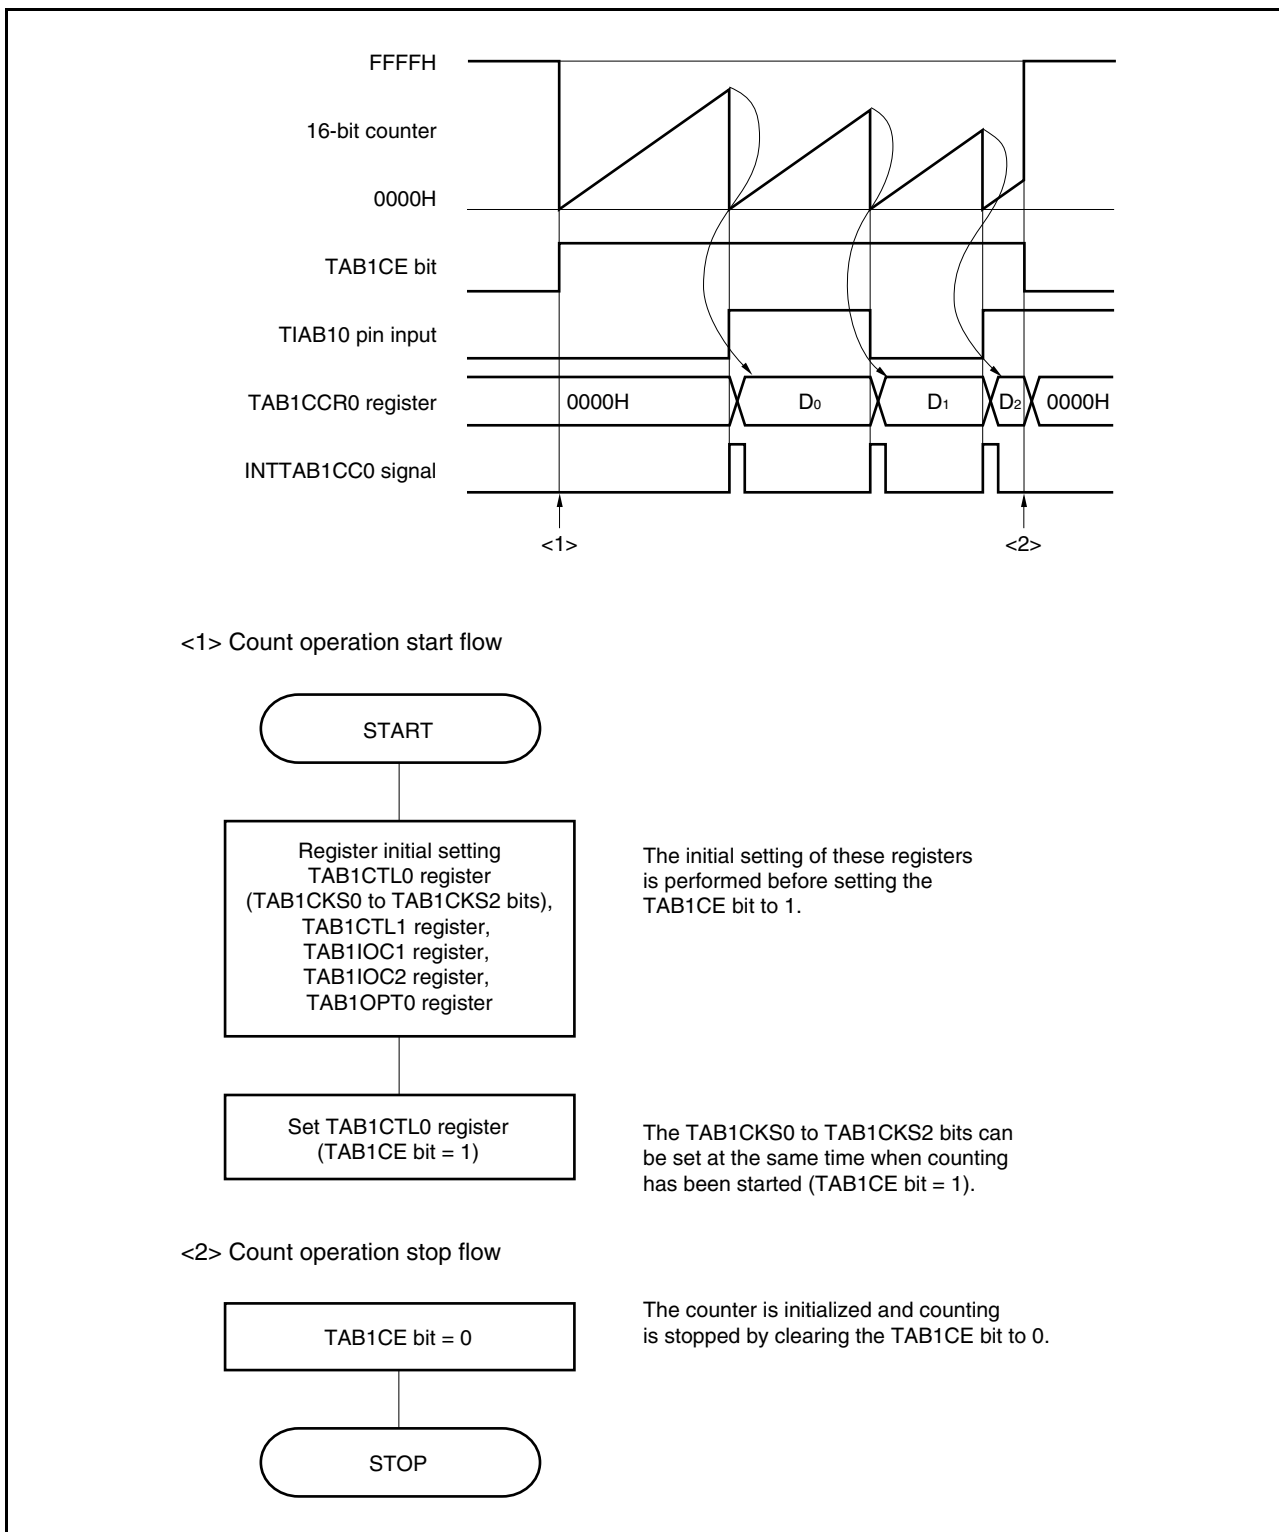 FFFFH
16-bit counter
0000H
TAB1CE bit
TIAB10 pin input
TAB1CCR0 register
0000H D0 D1 D2 0000H
INTTAB1CC0 signal
<1> <2>
<1> Count operation start flow
START
Register initial setting
TAB1CTL0 register
(TAB1CKS0 to TAB1CKS2 bits),
TAB1CTL1 register,
TAB1IOC1 register,
TAB1IOC2 register,
TAB1OPT0 register
The initial setting of these registers
is performed before setting the
TAB1CE bit to 1.
Set TAB1CTL0 register
(TAB1CE bit = 1)
The TAB1CKS0 to TAB1CKS2 bits can
be set at the same time when counting
has been started (TAB1CE bit = 1).
<2> Count operation stop flow
TAB1CE bit = 0
The counter is initialized and counting
is stopped by clearing the TAB1CE bit to 0.
STOP